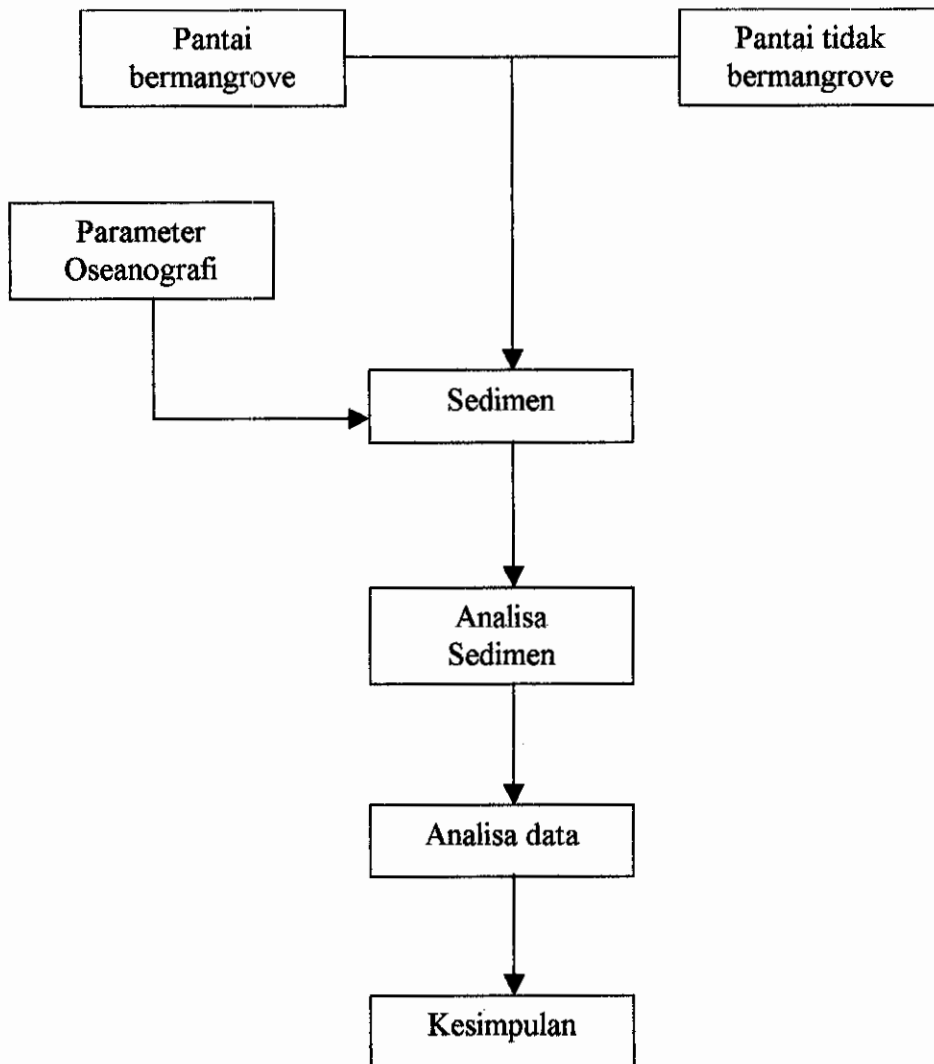 Pantai
bermangrove
Pantai tidak
bermangrove
Parameter
Oseanografi
Sedimen
Analisa
Sedimen
Analisa data
Kesimpulan